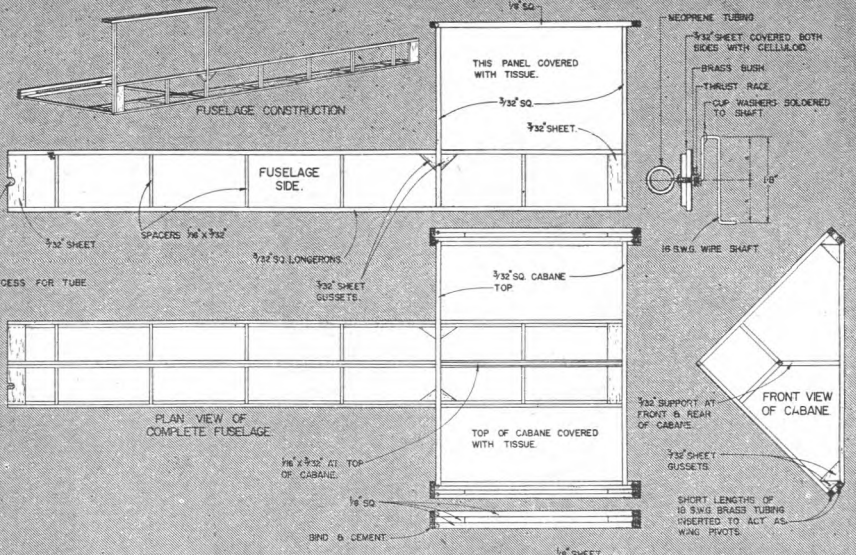 1/8" SQ.
NEOPRENE TUBING
3/32" SHEET COVERED BOTH
SIDES WITH CELLULOID.
BRASS BUSH.
THRUST RACE.
CUP WASHERS SOLDERED
TO SHAFT
1·8"
16 S.W.G. WIRE SHAFT
FUSELAGE CONSTRUCTION
THIS PANEL COVERED
WITH TISSUE.
3/32" SQ.
3/32" SHEET.
FUSELAGE
SIDE.
3/32" SHEET
SPACERS 1/16" X 3/32"
3/32" SQ. LONGERONS.
3/32" SHEET
GUSSETS.
CESS FOR TUBE
3/32" SQ. CABANE
TOP.
PLAN VIEW OF
COMPLETE FUSELAGE.
TOP OF CABANE COVERED
WITH TISSUE.
1/16" X 3/32" AT TOP
OF CABANE.
1/8" SQ.
BIND & CEMENT
3/32" SUPPORT AT
FRONT & REAR
OF CABANE.
FRONT VIEW
OF CABANE.
3/32" SHEET
GUSSETS.
SHORT LENGTHS OF
18 S.W.G. BRASS TUBING
INSERTED TO ACT AS
WING PIVOTS.
1/8" SHEET